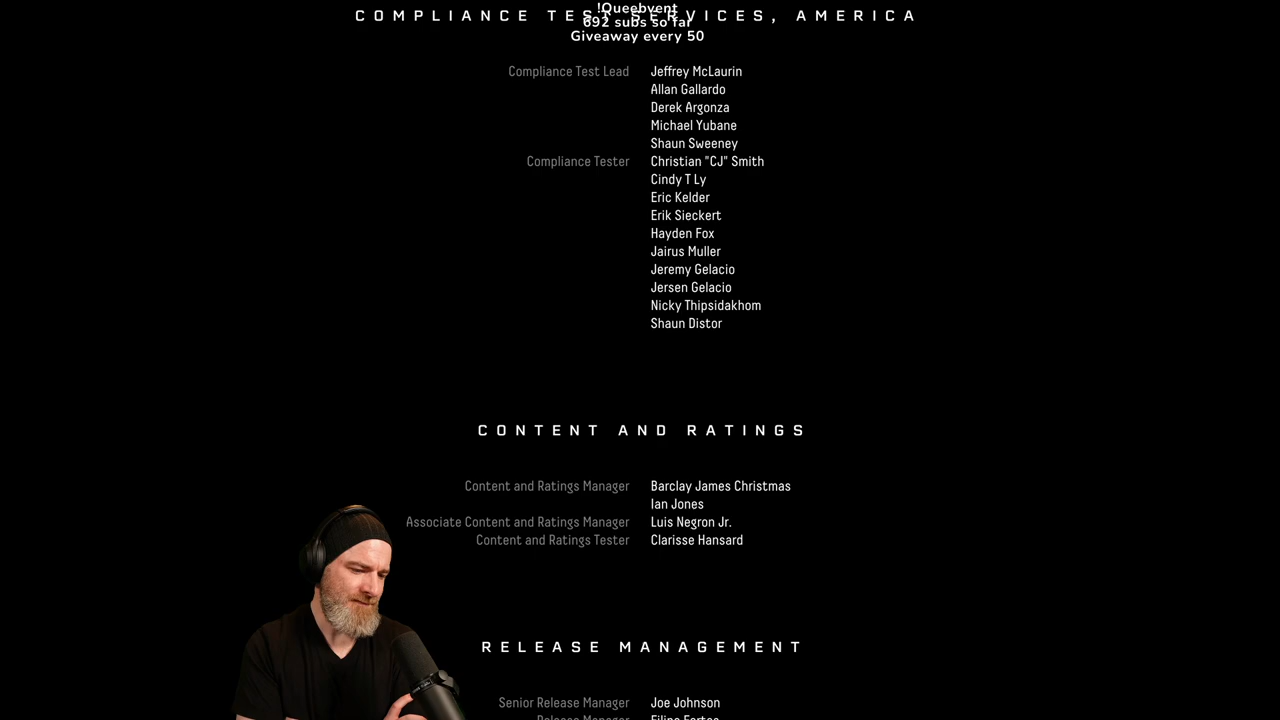 !Queebvent
COMPLIANCE TEST SERVICES, AMERICA
692 subs so far
Giveaway every 50
Compliance Test Lead Jeffrey McLaurin
Allan Gallardo
Derek Argonza
Michael Yubane
Shaun Sweeney
Compliance Tester Christian "CJ" Smith
Cindy T Ly
Eric Kelder
Erik Sieckert
Hayden Fox
Jairus Muller
Jeremy Gelacio
Jersen Gelacio
Nicky Thipsidakhom
Shaun Distor
CONTENT AND RATINGS
Content and Ratings Manager Barclay James Christmas
Ian Jones
Associate Content and Ratings Manager Luis Negron Jr.
Content and Ratings Tester Clarisse Hansard
RELEASE MANAGEMENT
Senior Release Manager Joe Johnson
Release Manager